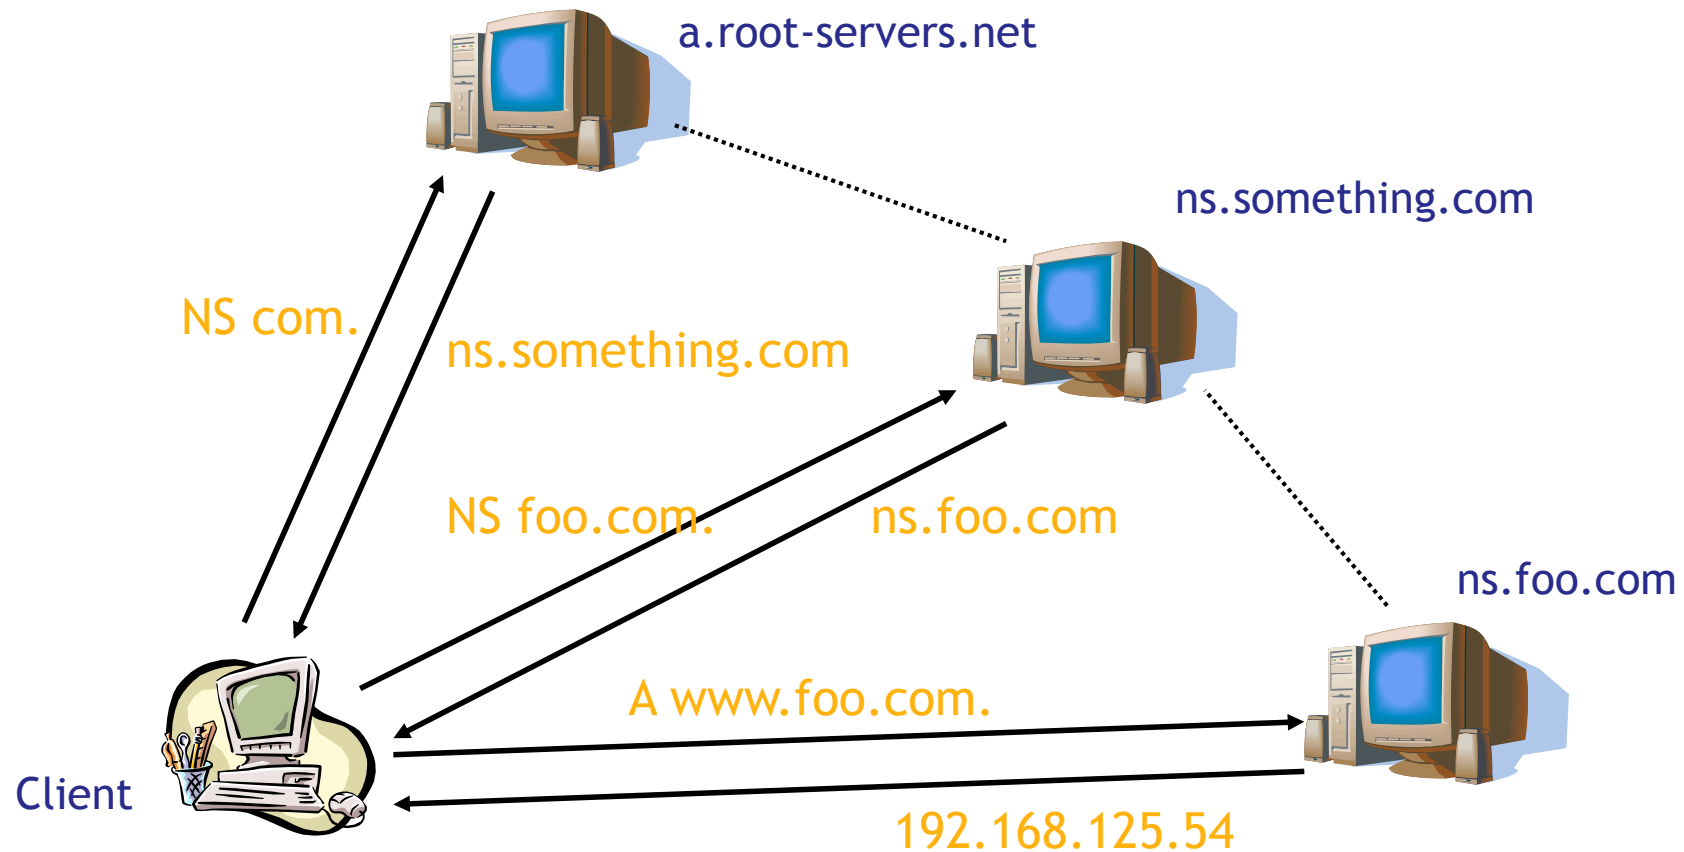 a.root-servers.net
ns.something.com
NS com.
ns.something.com
NS foo.com.
ns.foo.com
ns.foo.com
A www.foo.com.
Client
192.168.125.54